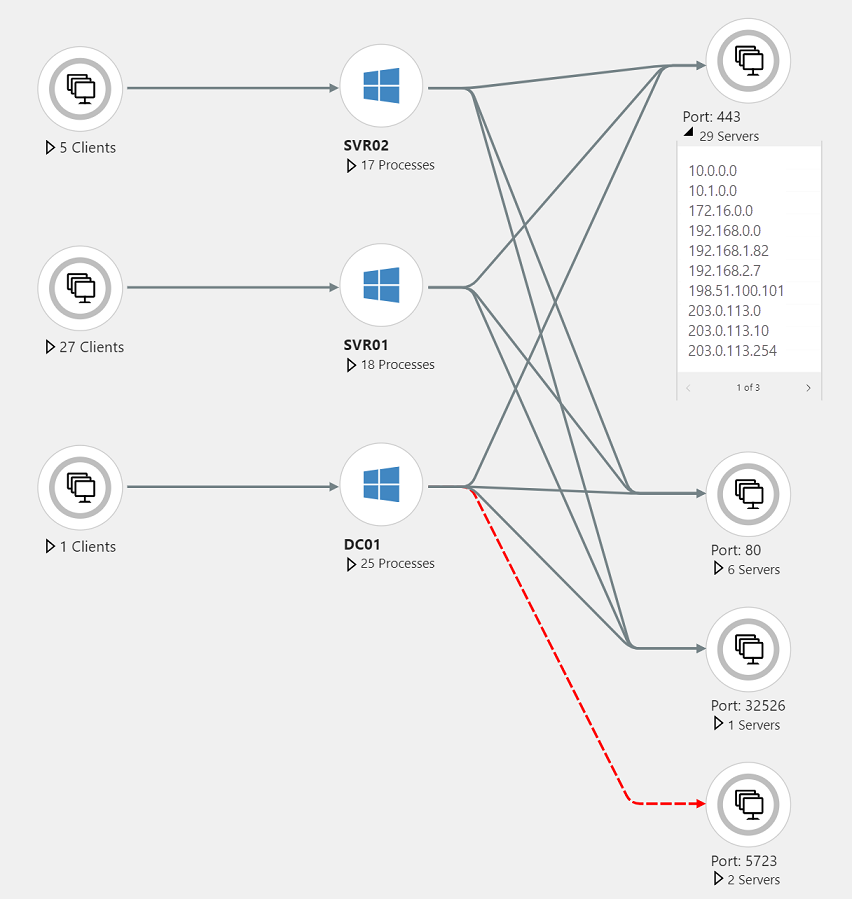 5 Clients
SVR02
17 Processes
Port: 443
29 Servers
10.0.0.0
10.1.0.0
172.16.0.0
192.168.0.0
192.168.1.82
192.168.2.7
198.51.100.101
203.0.113.0
203.0.113.10
203.0.113.254
1 of 3
27 Clients
SVR01
18 Processes
1 Clients
DC01
25 Processes
Port: 80
6 Servers
Port: 32526
1 Servers
Port: 5723
2 Servers